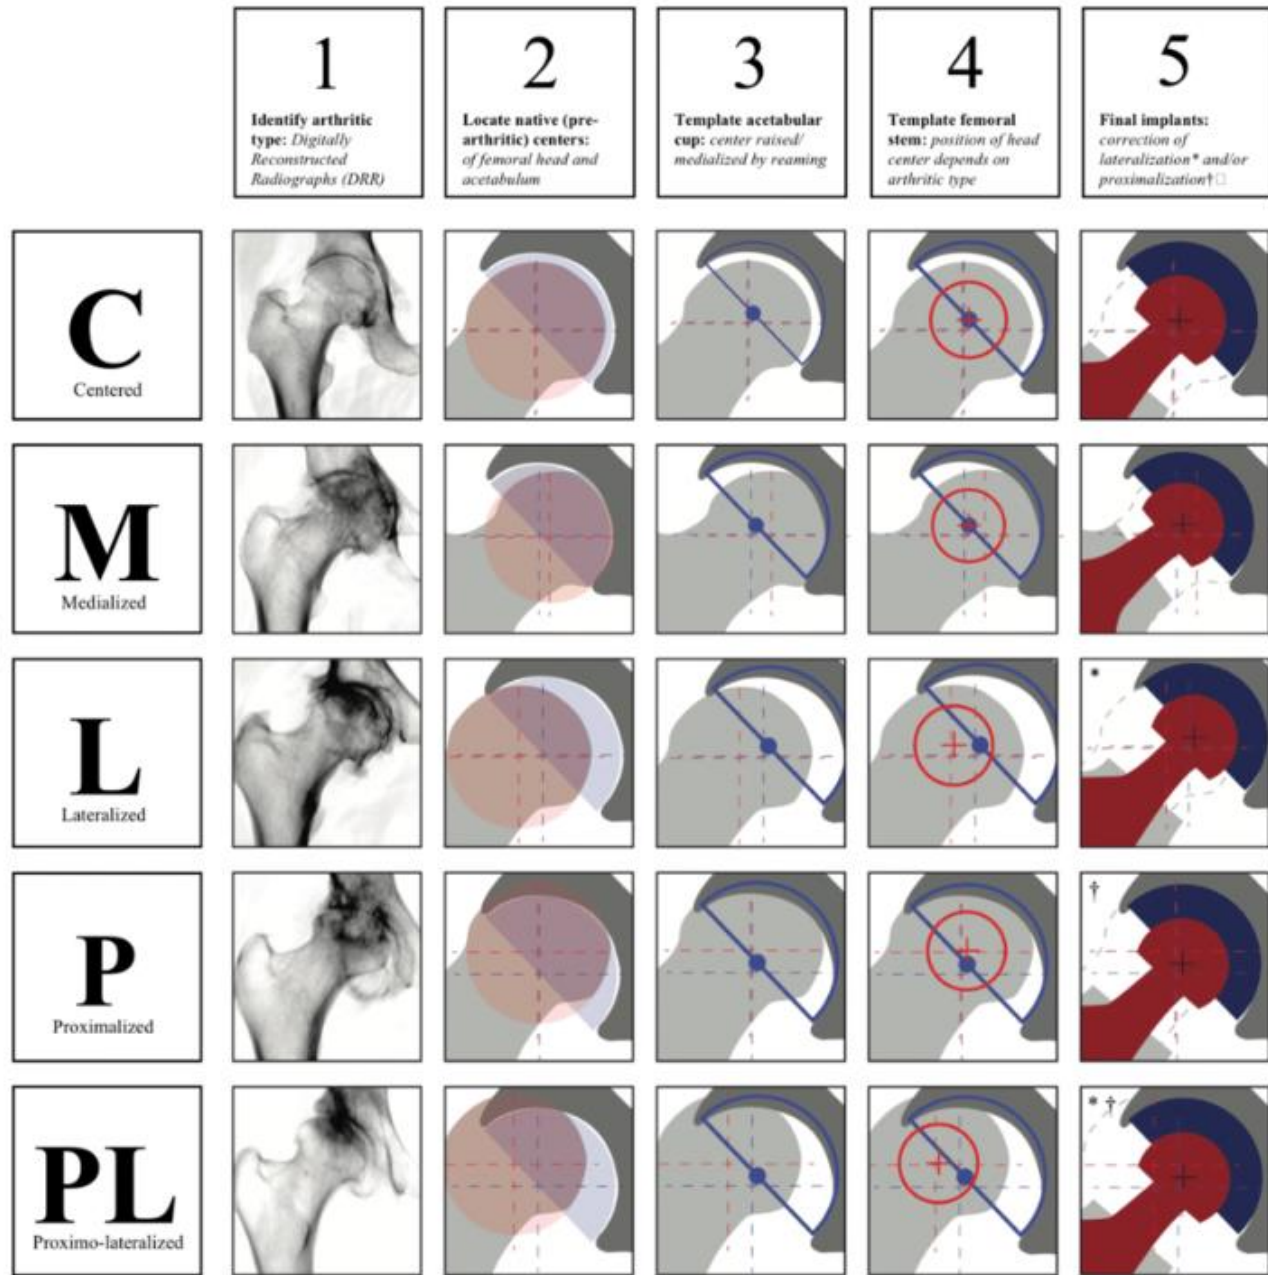 1
Identify arthritic
type: Digitally
Reconstructed
Radiographs (DRR)
2
Locate native (pre-
arthritic) centers:
of femoral head and
acetabulum
3
Template acetabular
cup: center raised/
medialized by reaming
4
Template femoral
stem: position of head
center depends on
arthritic type
5
Final implants:
correction of
lateralization* and/or
proximalization†□
C
Centered
M
Medialized
L
Lateralized
*
P
Proximalized
†
PL
Proximo-lateralized
* †